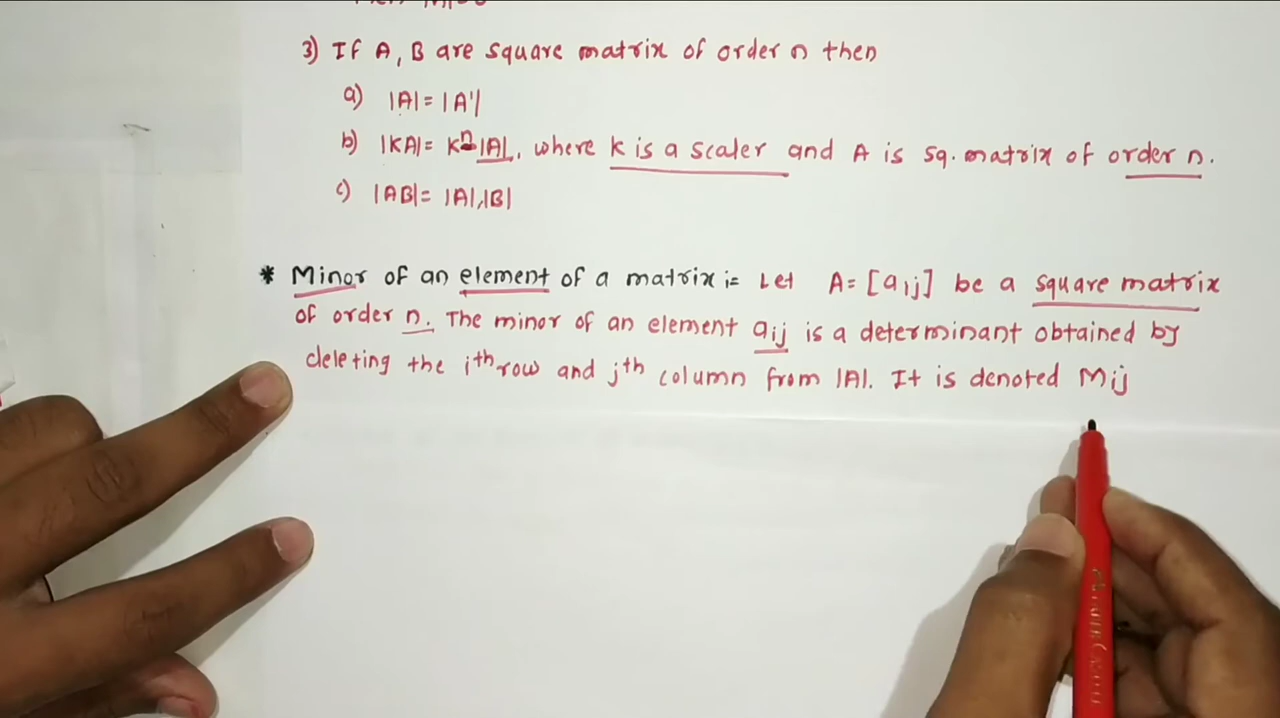 3) If A, B are square matrix of order n then
a) |A| = |A'|
b) |KA| = Kⁿ |A|, where k is a scaler and A is sq. matrix of order n.
c) |AB| = |A|.|B|
* Minor of an element of a matrix := Let A = [aij] be a square matrix
of order n. The minor of an element aij is a determinant obtained by
deleting the ith row and jth column from |A|. It is denoted Mij